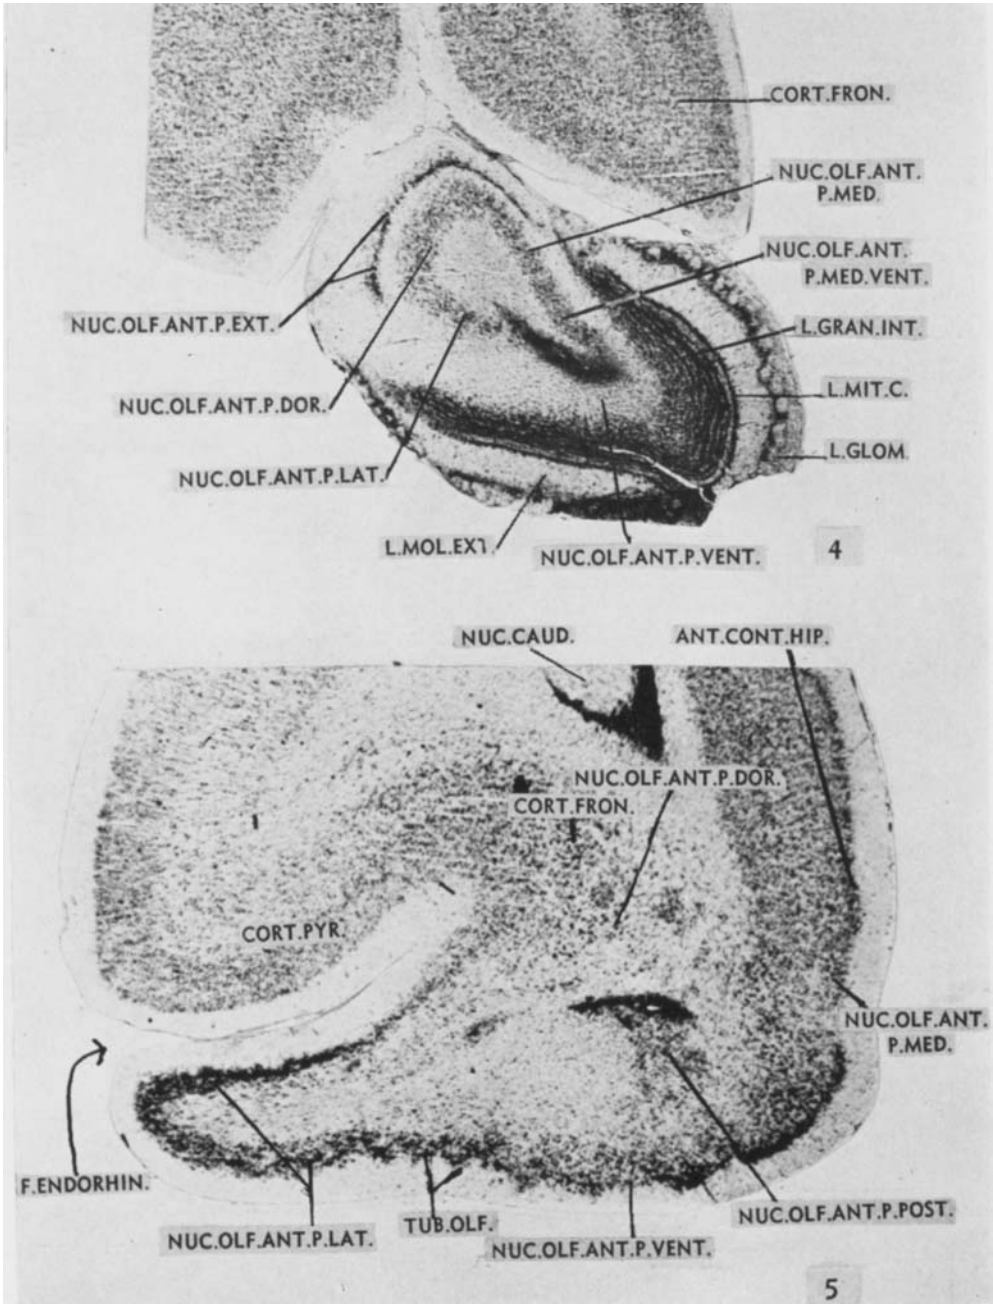 CORT.FRON.
NUC.OLF.ANT.
P.MED.
NUC.OLF.ANT.
P.MED.VENT.
NUC.OLF.ANT.P.EXT.
L.GRAN.INT.
L.MIT.C.
NUC.OLF.ANT.P.DOR.
L.GLOM.
NUC.OLF.ANT.P.LAT.
L.MOL.EXT.
NUC.OLF.ANT.P.VENT.
4
NUC.CAUD.
ANT.CONT.HIP.
NUC.OLF.ANT.P.DOR.
CORT.FRON.
CORT.PYR.
NUC.OLF.ANT.
P.MED.
F.ENDORHIN.
NUC.OLF.ANT.P.LAT.
TUB.OLF.
NUC.OLF.ANT.P.VENT.
NUC.OLF.ANT.P.POST.
5